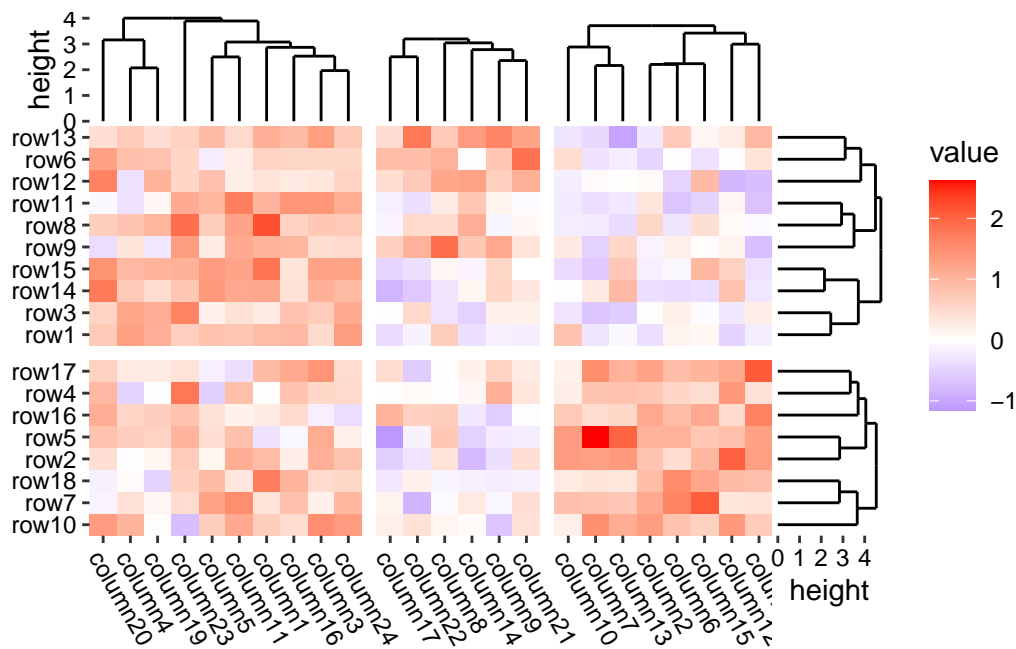 height
4
3
2
1
0
row13
row6
row12
row11
row8
row9
row15
row14
row3
row1
row17
row4
row16
row5
row2
row18
row7
row10
column20
column4
column19
column23
column5
column11
column1
column16
column3
column24
column17
column22
column8
column14
column9
column21
column10
column7
column13
column2
column6
column15
0 1 2 3 4
height
value
2
1
0
−1